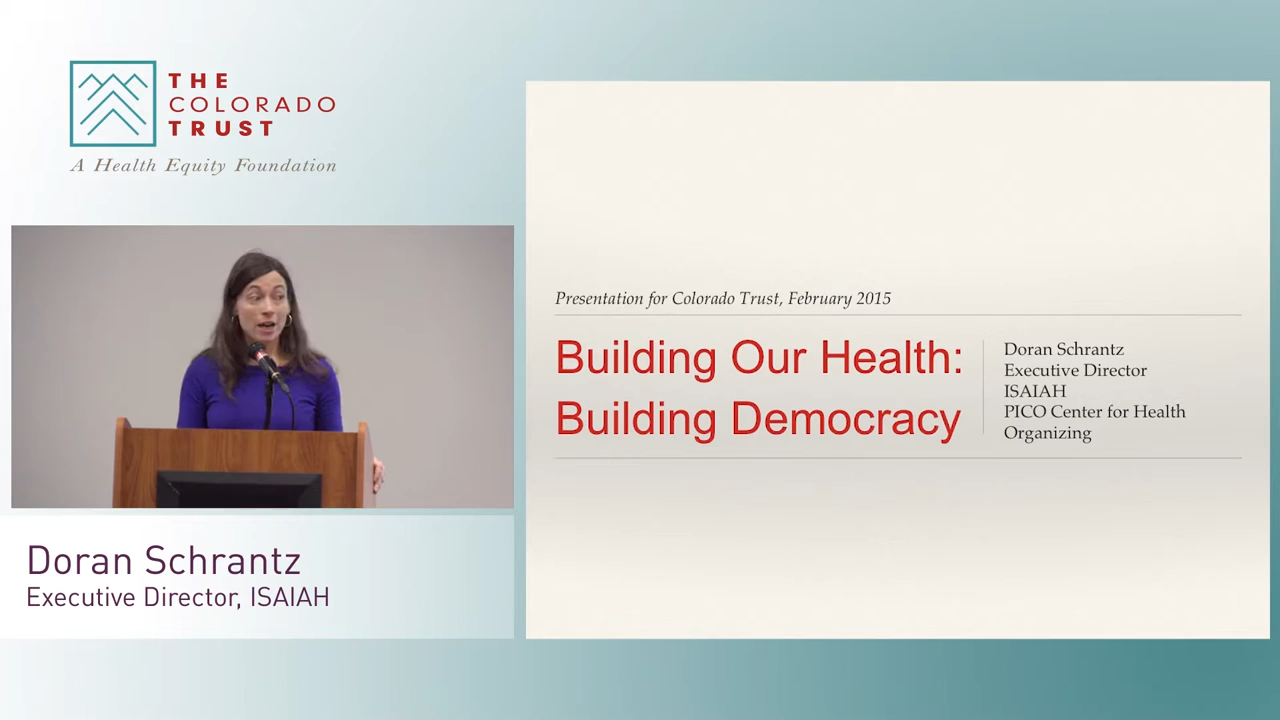 THE
COLORADO
TRUST
A Health Equity Foundation
Doran Schrantz
Executive Director, ISAIAH
Presentation for Colorado Trust, February 2015
Building Our Health:
Building Democracy
Doran Schrantz
Executive Director
ISAIAH
PICO Center for Health
Organizing